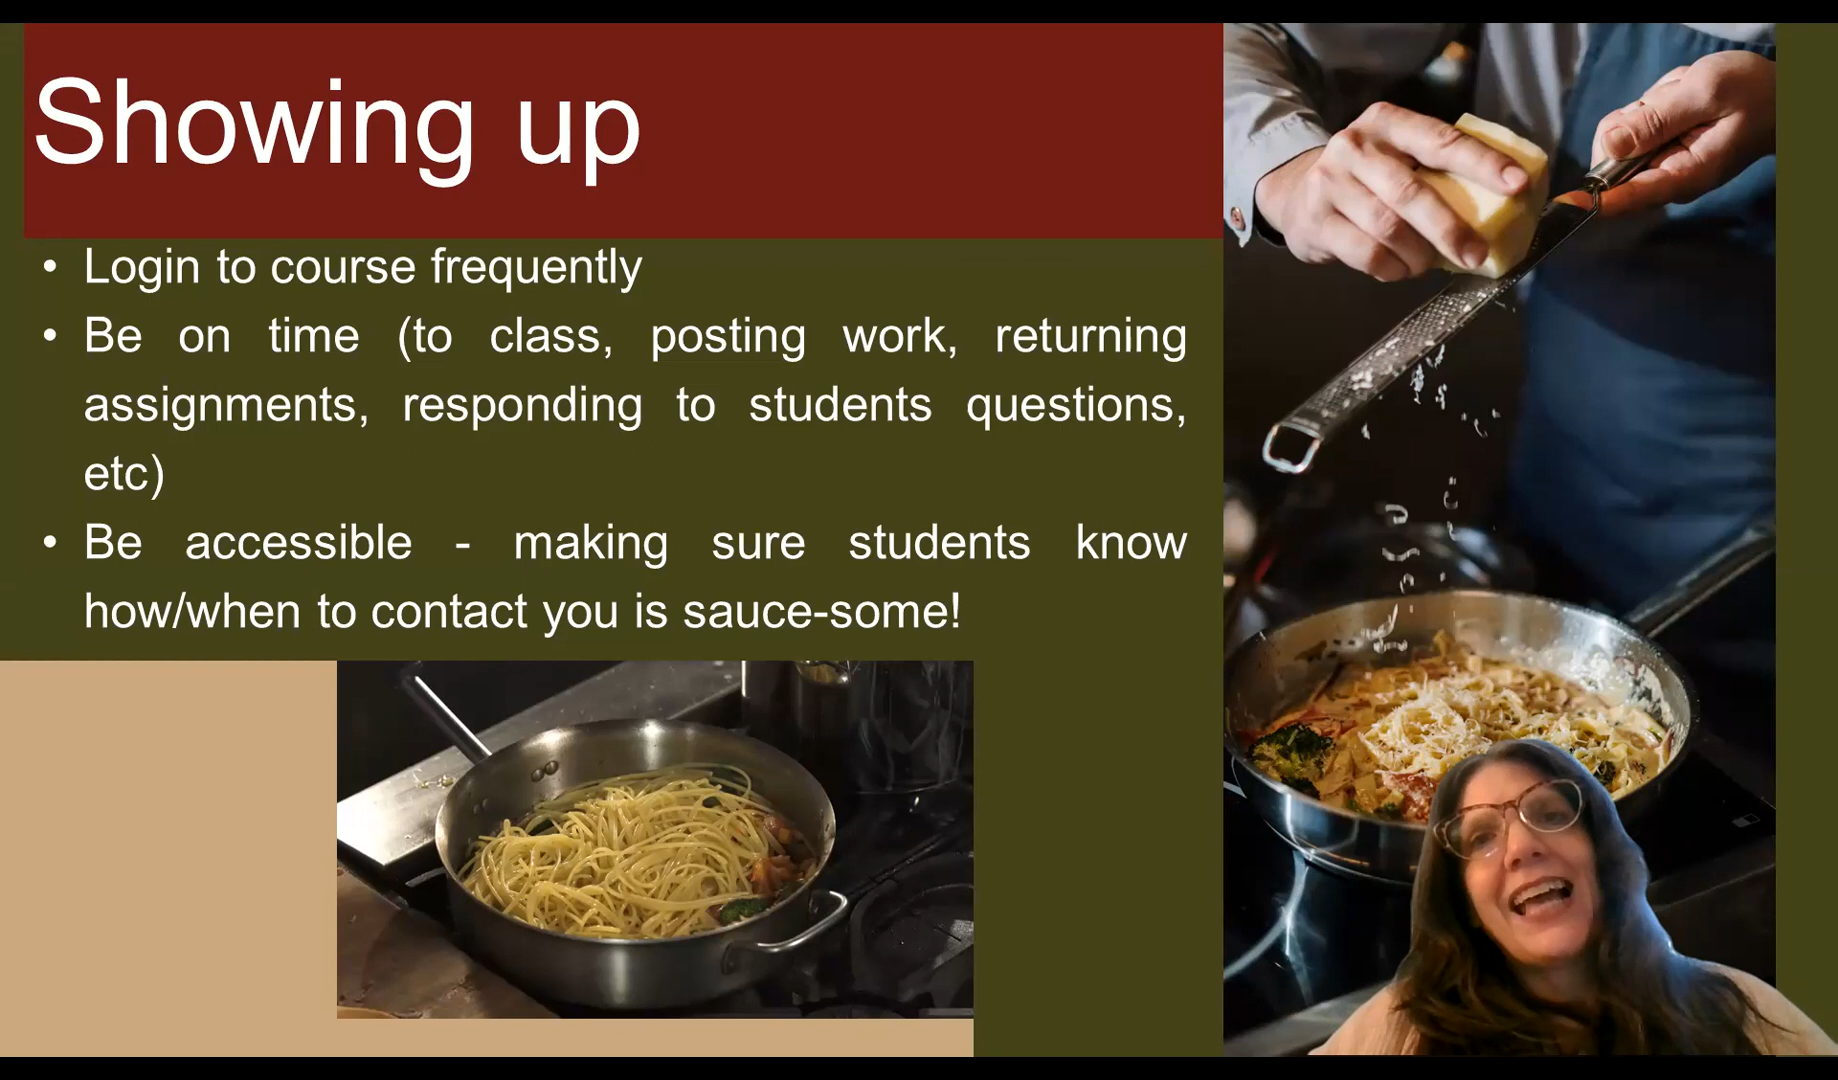 Showing up
• Login to course frequently
• Be on time (to class, posting work, returning
assignments, responding to students questions,
etc)
• Be accessible - making sure students know
how/when to contact you is sauce-some!